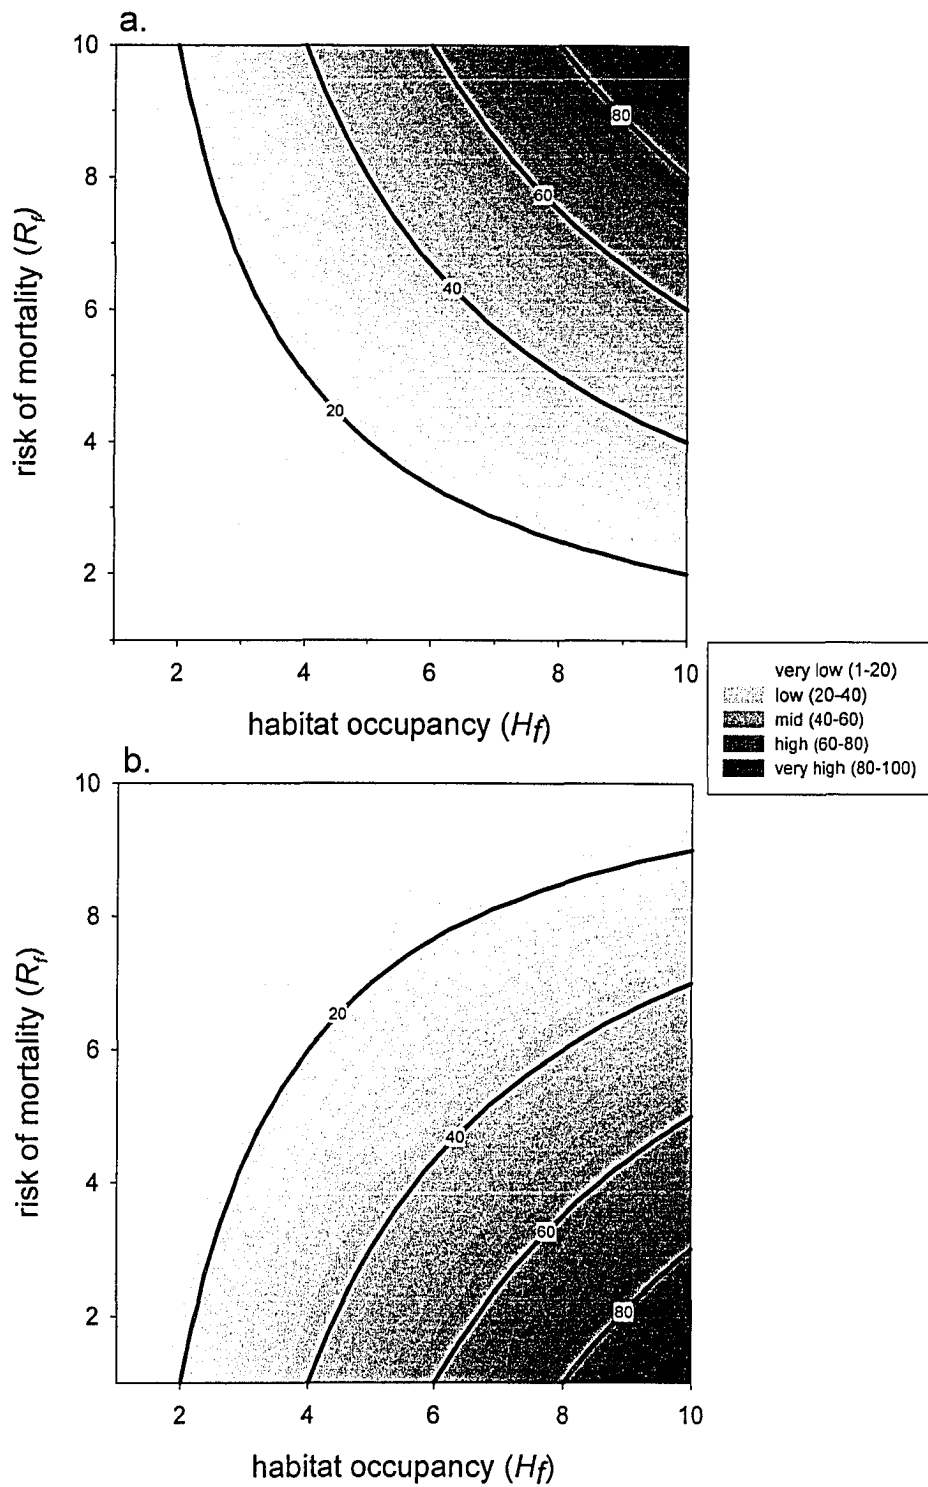 a.
10
8
6
4
2
risk of mortality (Rf)
80
60
40
20
2 4 6 8 10
habitat occupancy (Hf)
very low (1-20)
low (20-40)
mid (40-60)
high (60-80)
very high (80-100)
b.
10
8
6
4
2
risk of mortality (Rf)
20
40
60
80
2 4 6 8 10
habitat occupancy (Hf)